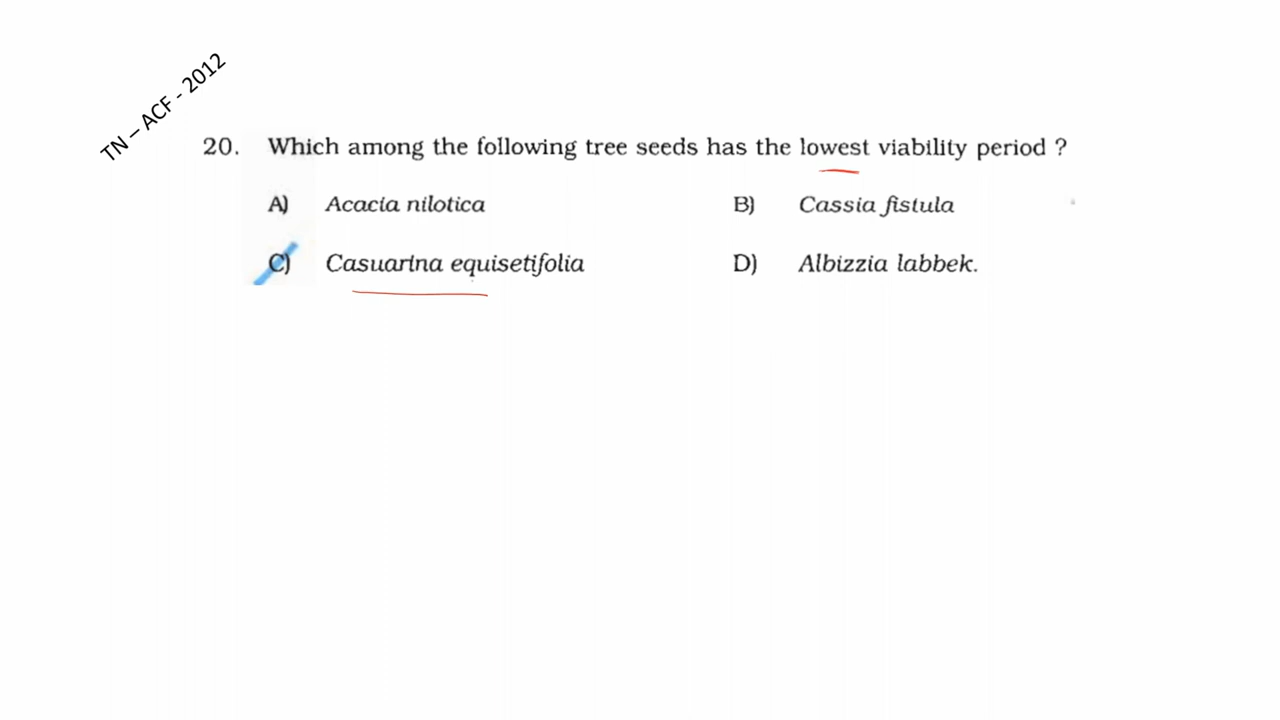 TN – ACF - 2012
20. Which among the following tree seeds has the lowest viability period ?
A) Acacia nilotica B) Cassia fistula
C) Casuarina equisetifolia D) Albizzia labbek.